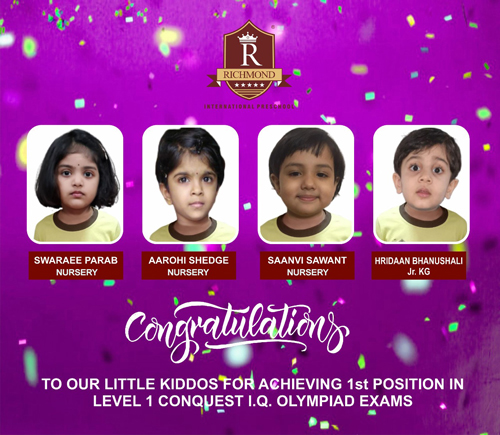 R
RICHMOND
INTERNATIONAL PRESCHOOL
SWARAEE PARAB
NURSERY
AAROHI SHEDGE
NURSERY
SAANVI SAWANT
NURSERY
HRIDAAN BHANUSHALI
Jr. KG
Congratulations
TO OUR LITTLE KIDDOS FOR ACHIEVING 1st POSITION IN
LEVEL 1 CONQUEST I.Q. OLYMPIAD EXAMS